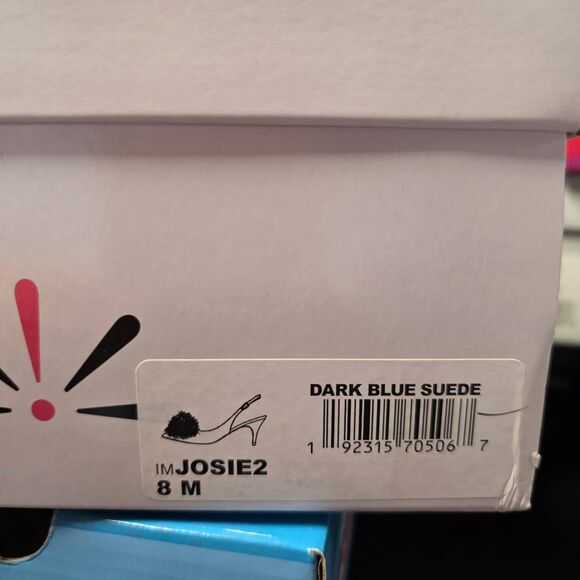 DARK BLUE SUEDE
1 92315 70506 7
IMJOSIE2
8 M